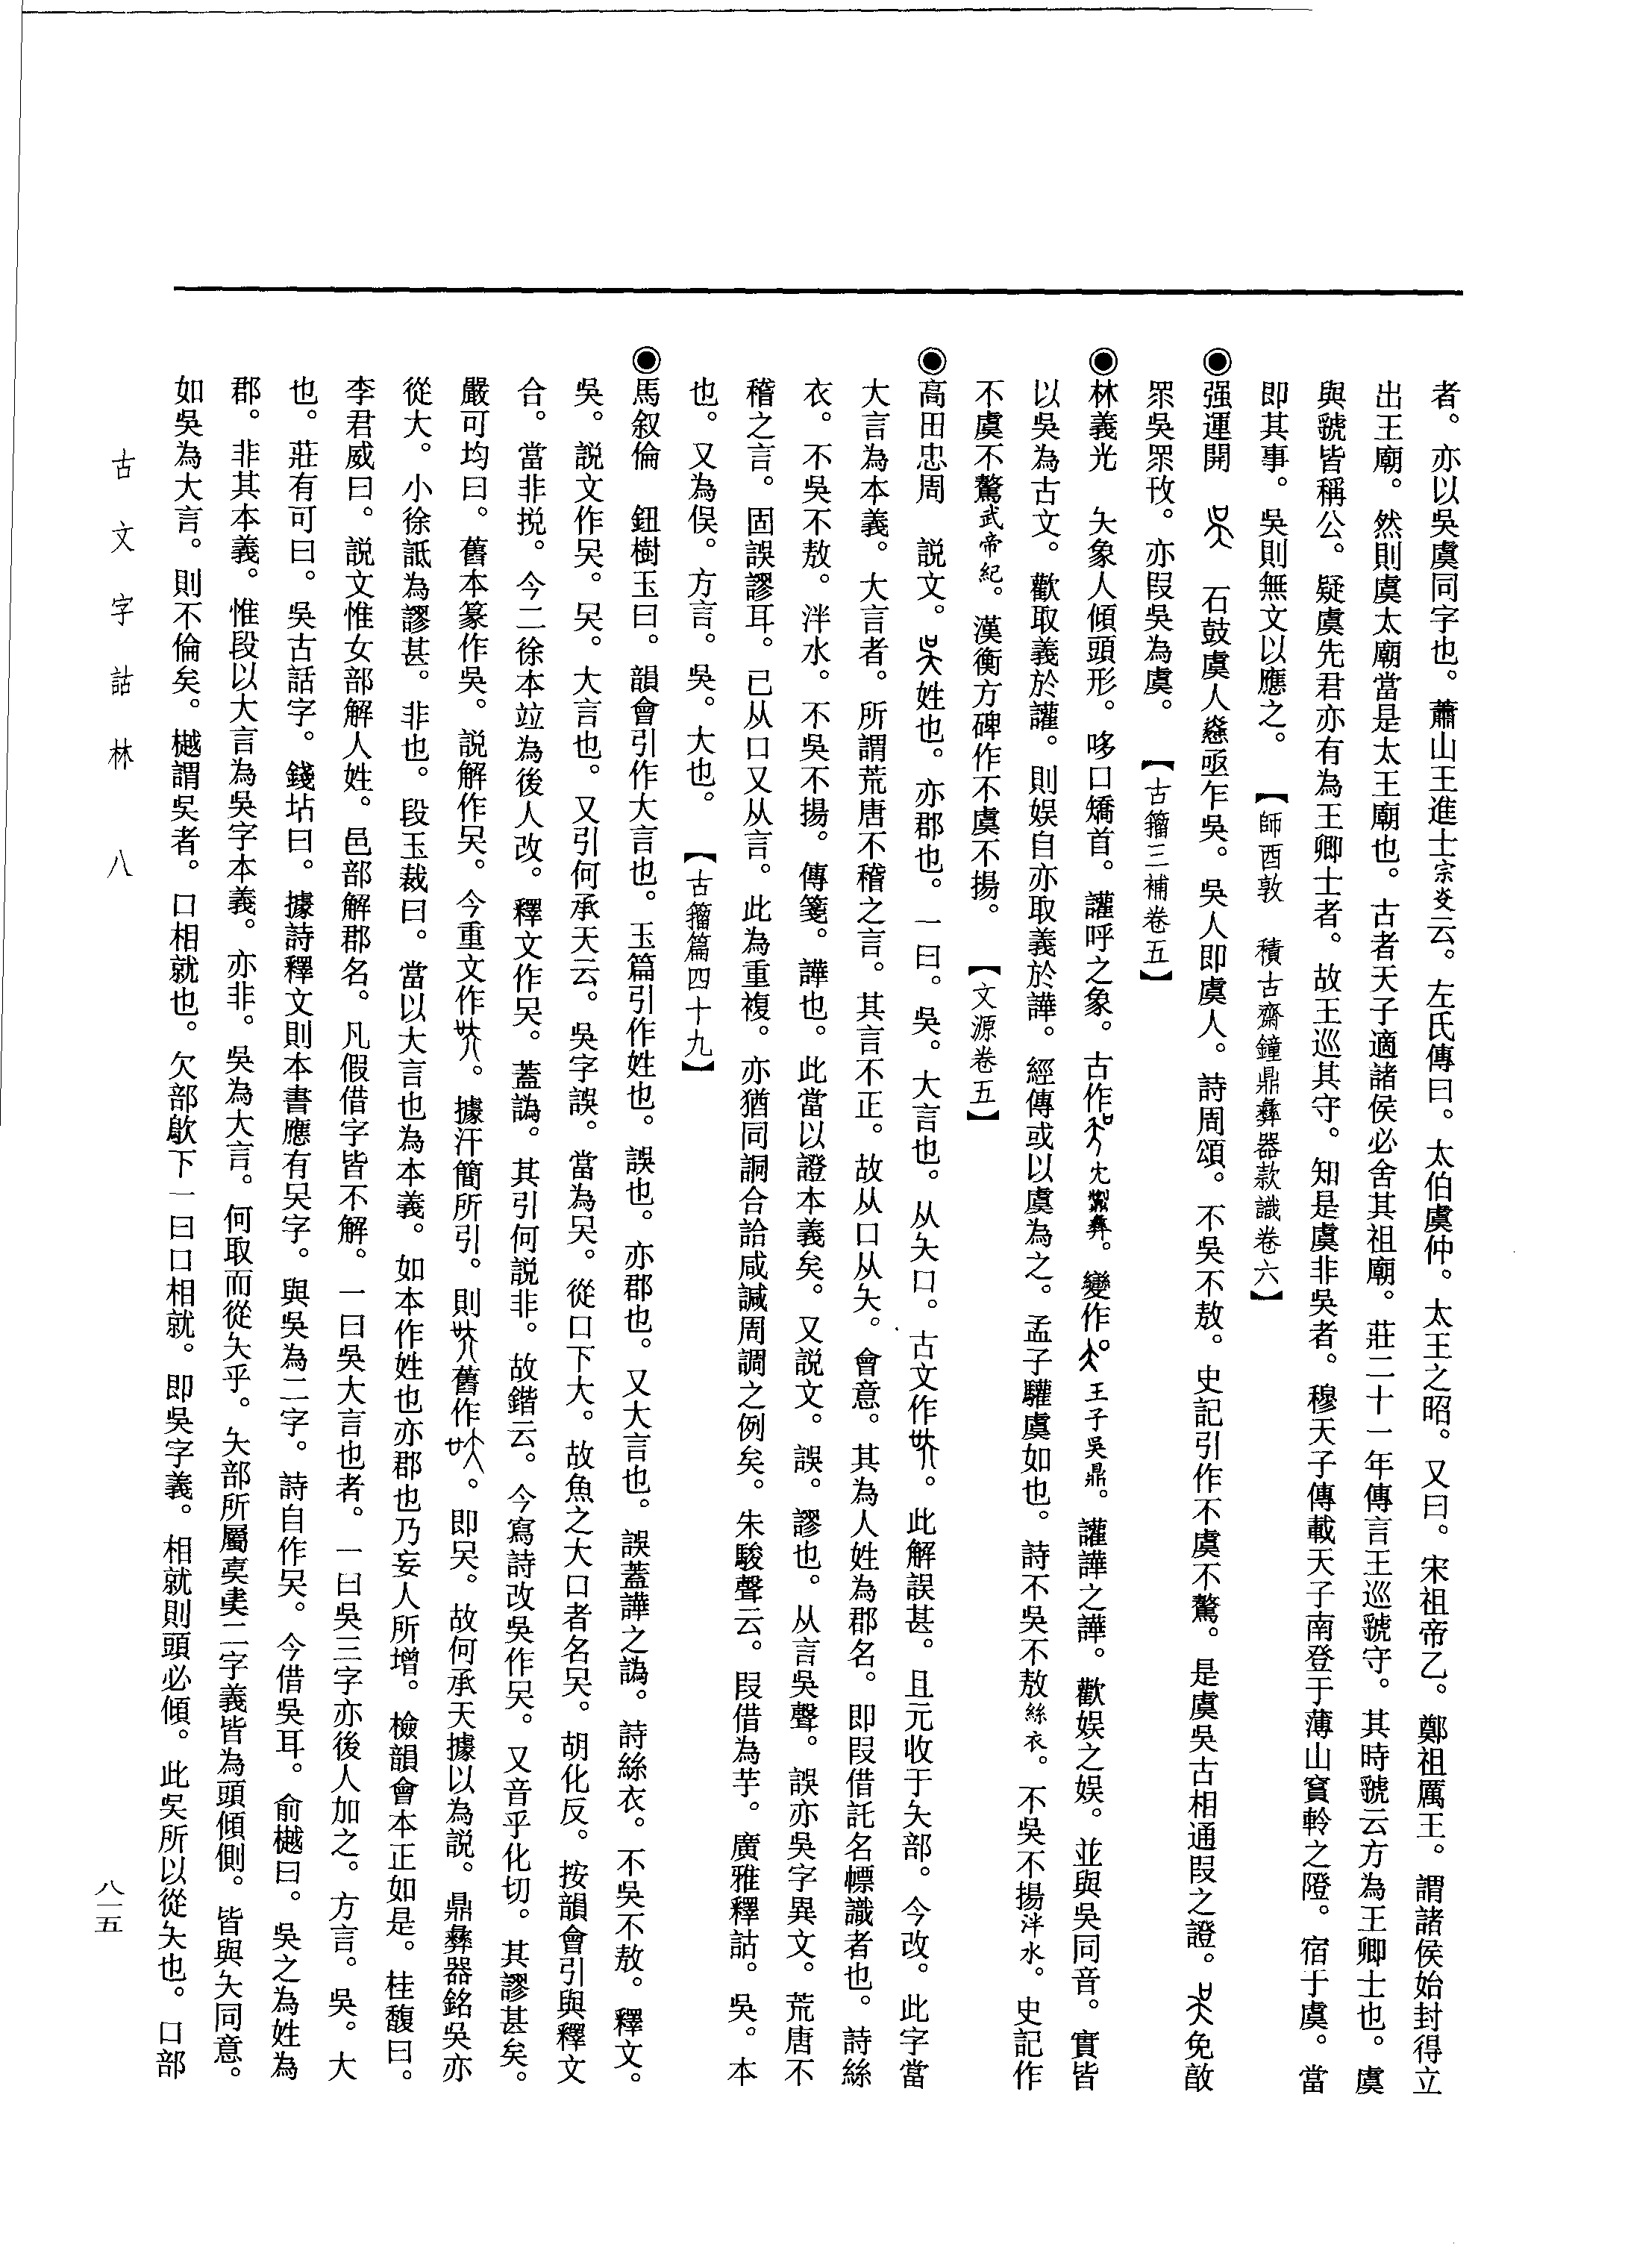 者。亦以吳虞同字也。蕭山王進士宗炎云。左氏傳曰。太伯虞仲。太王之昭。又曰。宋祖帝乙。鄭祖厲王。謂諸侯始封得立
出王廟。然則虞太廟當是太王廟也。古者天子適諸侯必舍其祖廟。莊二十一年傳言王巡虢守。其時虢云方為王卿士也。虞
與虢皆稱公。疑虞先君亦有為王卿士者。故王巡其守。知是虞非吳者。穆天子傳載天子南登于薄山窴軨之隥。宿于虞。當
即其事。吳則無文以應之。【師酉敦 積古齋鐘鼎彝器款識卷六】
◉强運開 石鼓虞人亟乍吳。吳人即虞人。詩周頌。不吳不敖。史記引作不虞不驁。是虞吳古相通叚之證。免敔
眔吳眔攼。亦叚吳為虞。【古籀三補卷五】
◉林義光 夨象人傾頭形。哆口矯首。讙呼之象。古作。變作王子吳鼎。讙譁之譁。歡娱之娱。並與吳同音。實皆
以吳為古文。歡取義於讙。則娱自亦取義於譁。經傳或以虞為之。孟子驩虞如也。詩不吳不敖絲衣。不吳不揚泮水。史記作
不虞不驁武帝紀。漢衡方碑作不虞不揚。【文源卷五】
◉高田忠周 説文。姓也。亦郡也。一曰。吳。大言也。从夨口。古文作。此解誤甚。且元收于夨部。今改。此字當
大言為本義。大言者。所謂荒唐不稽之言。其言不正。故从口从夨。會意。其為人姓為郡名。即叚借託名幖識者也。詩絲
衣。不吳不敖。泮水。不吳不揚。傳箋。譁也。此當以證本義矣。又説文。誤。謬也。从言吳聲。誤亦吳字異文。荒唐不
稽之言。固誤謬耳。已从口又从言。此為重複。亦猶同詷合詥咸諴周調之例矣。朱駿聲云。叚借為芋。廣雅釋詁。吳。本
也。又為俁。方言。吳。大也。【古籀篇四十九】
◉馬叙倫 鈕樹玉曰。韻會引作大言也。玉篇引作姓也。誤也。亦郡也。又大言也。誤蓋譁之譌。詩絲衣。不吳不敖。釋文。
吳。説文作㕦。㕦。大言也。又引何承天云。吳字誤。當為㕦。從口下大。故魚之大口者名㕦。胡化反。按韻會引與釋文
合。當非挩。今二徐本竝為後人改。釋文作㕦。蓋譌。其引何説非。故鍇云。今寫詩改吳作㕦。又音乎化切。其謬甚矣。
嚴可均曰。舊本篆作吳。説解作㕦。今重文作。據汗簡所引。則舊作。即㕦。故何承天據以為説。鼎彝器銘吳亦
從大。小徐詆為謬甚。非也。段玉裁曰。當以大言也為本義。如本作姓也亦郡也乃妄人所增。檢韻會本正如是。桂馥曰。
李君威曰。説文惟女部解人姓。邑部解郡名。凡假借字皆不解。一曰吳大言也者。一曰吳三字亦後人加之。方言。吳。大
也。莊有可曰。吳古話字。錢坫曰。據詩釋文則本書應有㕦字。與吳為二字。詩自作㕦。今借吳耳。俞樾曰。吳之為姓為
郡。非其本義。惟段以大言為吳字本義。亦非。吳為大言。何取而從夨乎。夨部所屬奊二字義皆為頭傾側。皆與夨同意。
如吳為大言。則不倫矣。樾謂吳者。口相就也。欠部歍下一曰口相就。即吳字義。相就則頭必傾。此吳所以從夨也。口部
古文字詁林 八
八一五